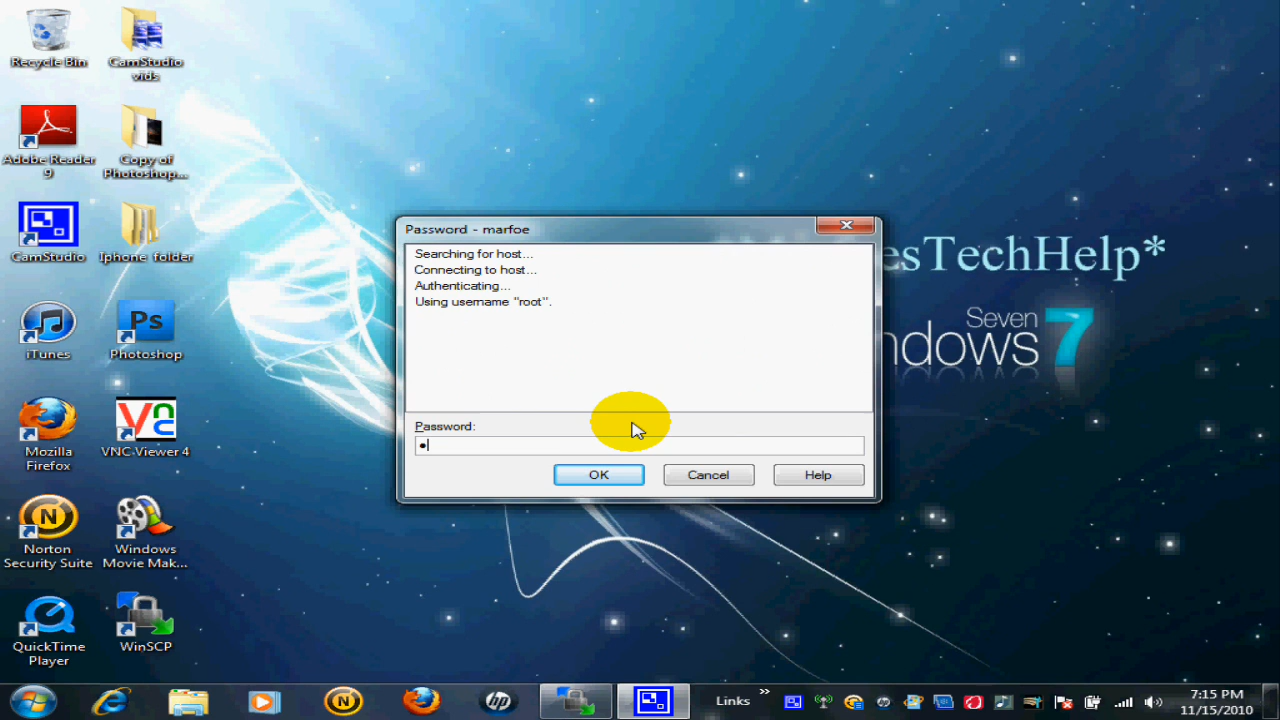 Recycle Bin
CamStudio
vids
Adobe Reader
9
Copy of
Photoshop...
CamStudio
Iphone folder
iTunes
Ps
Photoshop
Mozilla
Firefox
VNC Viewer 4
Norton
Security Suite
Windows
Movie Mak...
QuickTime
Player
WinSCP
Password - marfoe
Searching for host...
Connecting to host...
Authenticating...
Using username "root".
Password:
OK
Cancel
Help
esTechHelp*
Seven
ndows 7
hp
Links
7:15 PM
11/15/2010